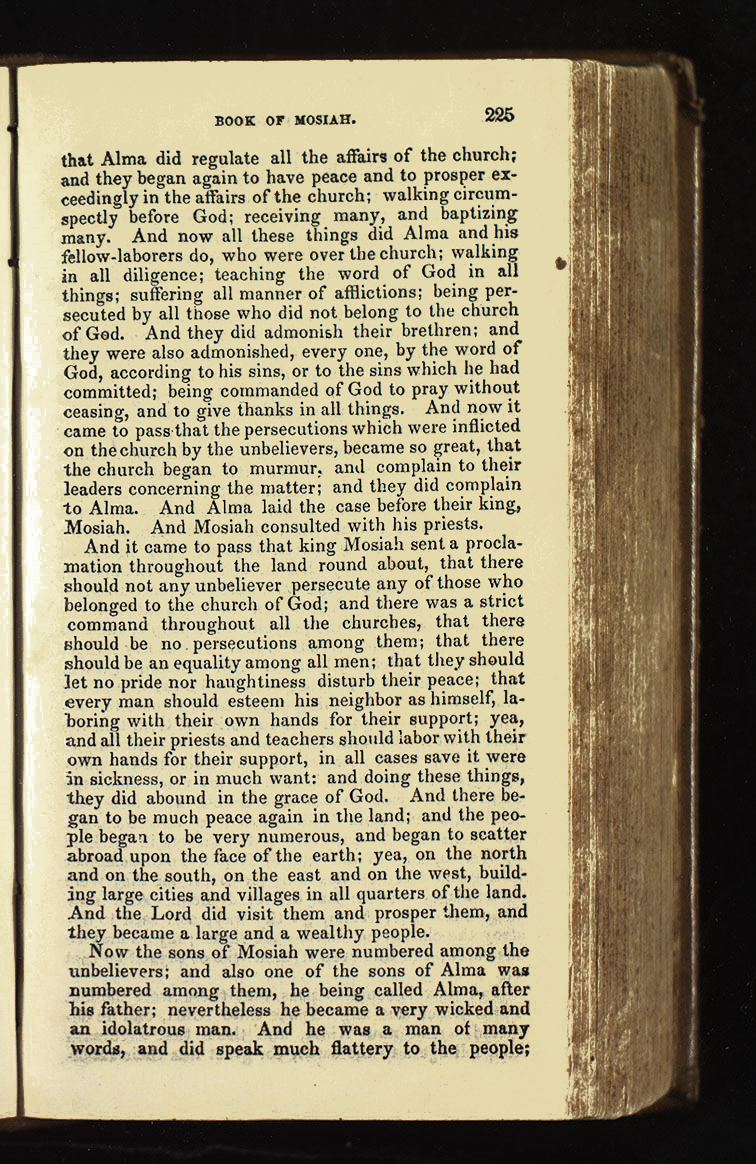 BOOK OF MOSIAH. 225
that Alma did regulate all the affairs of the church;
and they began again to have peace and to prosper ex-
ceedingly in the affairs of the church; walking circum-
spectly before God; receiving many, and baptizing
many. And now all these things did Alma and his
fellow-laborers do, who were over the church; walking
in all diligence; teaching the word of God in all
things; suffering all manner of afflictions; being per-
secuted by all those who did not belong to the church
of God. And they did admonish their brethren; and
they were also admonished, every one, by the word of
God, according to his sins, or to the sins which he had
committed; being commanded of God to pray without
ceasing, and to give thanks in all things. And now it
came to pass that the persecutions which were inflicted
on the church by the unbelievers, became so great, that
the church began to murmur, and complain to their
leaders concerning the matter; and they did complain
to Alma. And Alma laid the case before their king,
Mosiah. And Mosiah consulted with his priests.
And it came to pass that king Mosiah sent a procla-
mation throughout the land round about, that there
should not any unbeliever persecute any of those who
belonged to the church of God; and there was a strict
command throughout all the churches, that there
should be no persecutions among them; that there
should be an equality among all men; that they should
let no pride nor haughtiness disturb their peace; that
every man should esteem his neighbor as himself, la-
boring with their own hands for their support; yea,
and all their priests and teachers should labor with their
own hands for their support, in all cases save it were
in sickness, or in much want: and doing these things,
they did abound in the grace of God. And there be-
gan to be much peace again in the land; and the peo-
ple began to be very numerous, and began to scatter
abroad upon the face of the earth; yea, on the north
and on the south, on the east and on the west, build-
ing large cities and villages in all quarters of the land.
And the Lord did visit them and prosper them, and
they became a large and a wealthy people.
Now the sons of Mosiah were numbered among the
unbelievers; and also one of the sons of Alma was
numbered among them, he being called Alma, after
his father; nevertheless he became a very wicked and
an idolatrous man. And he was a man of many
words, and did speak much flattery to the people;